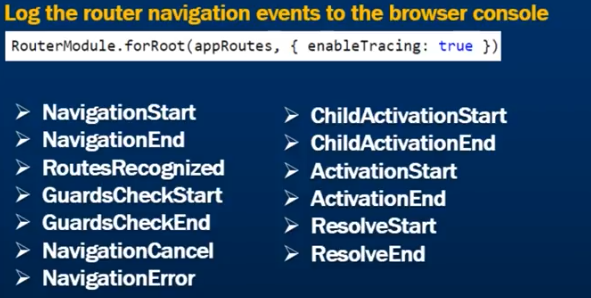 Log the router navigation events to the browser console
RouterModule.forRoot(appRoutes, { enableTracing: true })
NavigationStart
NavigationEnd
RoutesRecognized
GuardsCheckStart
GuardsCheckEnd
NavigationCancel
NavigationError
ChildActivationStart
ChildActivationEnd
ActivationStart
ActivationEnd
ResolveStart
ResolveEnd